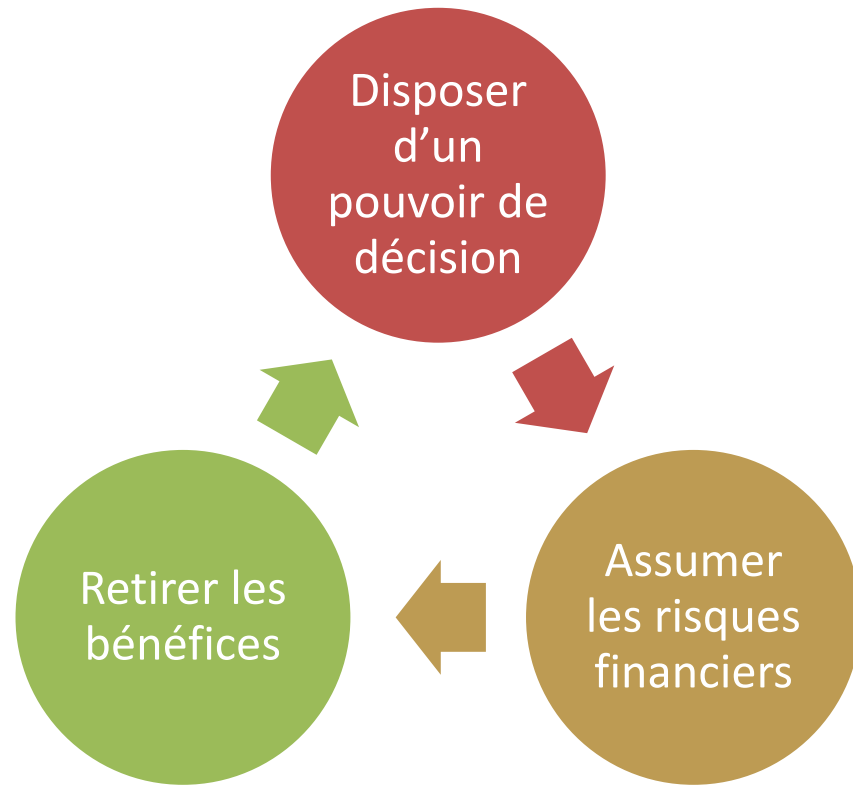 Disposer
d’un
pouvoir de
décision
Retirer les
bénéfices
Assumer
les risques
financiers